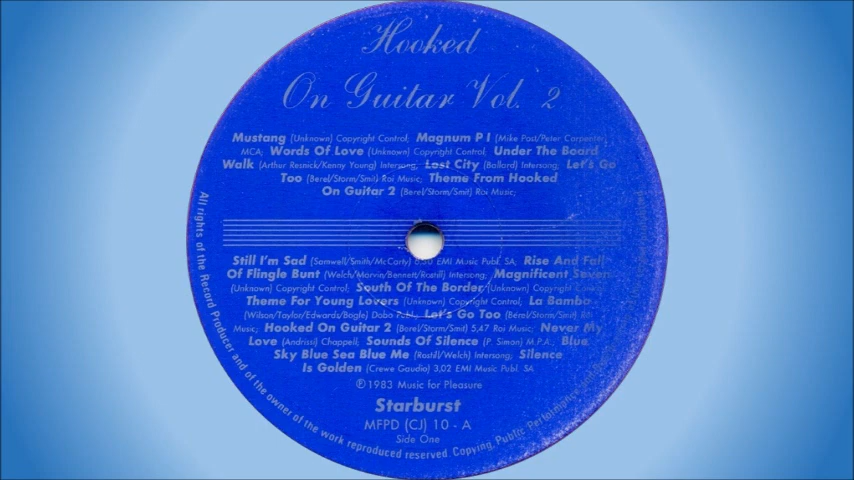 Hooked
On Guitar Vol. 2
Mustang (Unknown) Copyright Control; Magnum P I (Mike Post/Peter Carpenter)
MCA; Words Of Love (Unknown) Copyright Control; Under The Board
Walk (Arthur Resnick/Kenny Young) Intersong; Lost City (Ballard) Intersong; Let's Go
Too (Berel/Storm/Smit) Roi Music; Theme From Hooked
On Guitar 2 (Berel/Storm/Smit) Roi Music;
Still I'm Sad (Samwell/Smith/McCarty) 6,30 EMI Music Publ. SA; Rise And Fall
Of Flingle Bunt (Welch/Marvin/Bennett/Rostill) Intersong; Magnificent Seven
(Unknown) Copyright Control; South Of The Border (Unknown) Copyright Control;
Theme For Young Lovers (Unknown) Copyright Control; La Bamba
(Wilson/Taylor/Edwards/Bogle) Dabo Publ; Let's Go Too (Berel/Storm/Smit) Roi
Music; Hooked On Guitar 2 (Berel/Storm/Smit) 5,47 Roi Music; Never My
Love (Andrissi) Chappell; Sounds Of Silence (P. Siman) M.P.A., Blue
Sky Blue Sea Blue Me (Rostill/Welch) Intersong; Silence
Is Golden (Crewe Gaudio) 3,02 EMI Music Publ. SA
℗1983 Music for Pleasure
Starburst
MFPD (CJ) 10 - A
Side One
All rights of the Record Producer and of the owner of the work reproduced reserved. Copying, Public Performance and